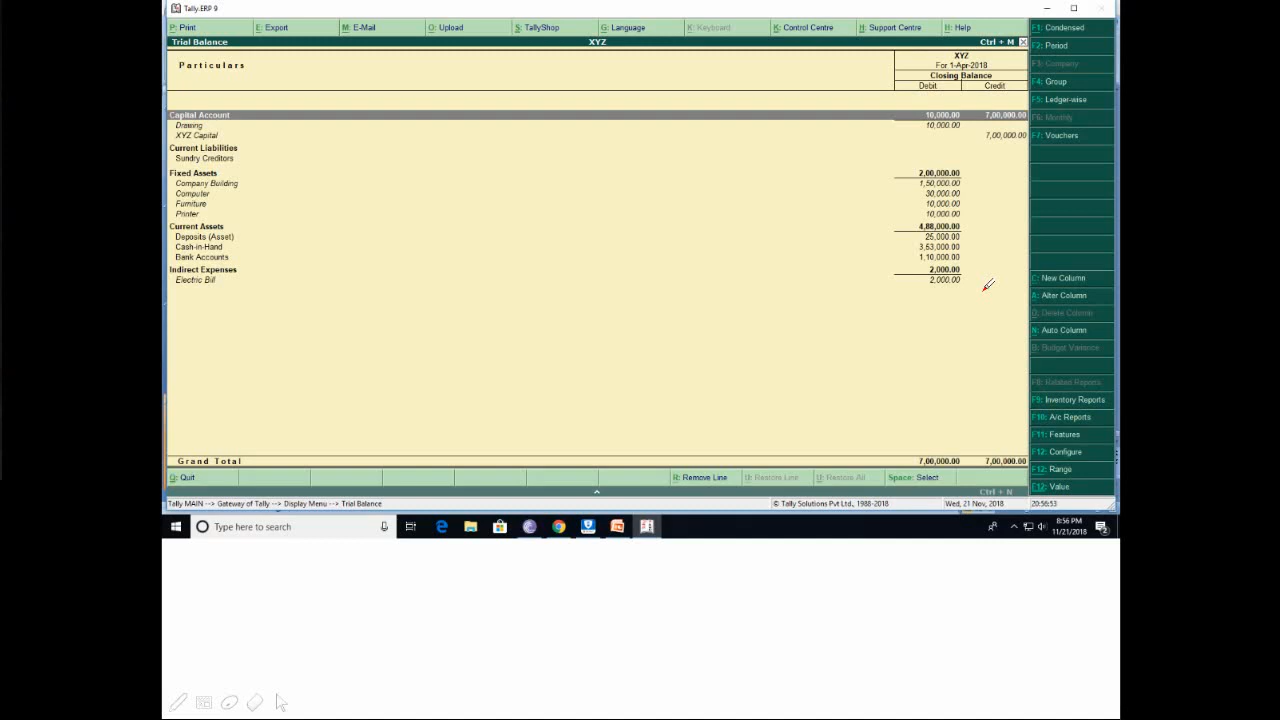 Tally.ERP 9
P: Print E: Export M: E-Mail O: Upload S: TallyShop G: Language K: Keyboard K: Control Centre H: Support Centre H: Help
Trial Balance XYZ Ctrl + M
Particulars
XYZ
For 1-Apr-2018
Closing Balance
Debit Credit
Capital Account 10,000.00 7,00,000.00
Drawing 10,000.00
XYZ Capital 7,00,000.00
Current Liabilities
Sundry Creditors
Fixed Assets 2,00,000.00
Company Building 1,50,000.00
Computer 30,000.00
Furniture 10,000.00
Printer 10,000.00
Current Assets 4,88,000.00
Deposits (Asset) 25,000.00
Cash-in-Hand 3,53,000.00
Bank Accounts 1,10,000.00
Indirect Expenses 2,000.00
Electric Bill 2,000.00
Grand Total 7,00,000.00 7,00,000.00
F1: Condensed
F2: Period
F3: Company
F4: Group
F5: Ledger-wise
F6: Monthly
F7: Vouchers
C: New Column
A: Alter Column
D: Delete Column
N: Auto Column
B: Budget Variance
F8: Related Reports
F9: Inventory Reports
F10: A/c Reports
F11: Features
F12: Configure
F12: Range
F12: Value
Q: Quit R: Remove Line U: Restore Line U: Restore All Space: Select
Ctrl + N
Tally MAIN --> Gateway of Tally --> Display Menu --> Trial Balance © Tally Solutions Pvt Ltd., 1988-2018 Wed, 21 Nov, 2018 20:56:53
Type here to search
8:56 PM
11/21/2018